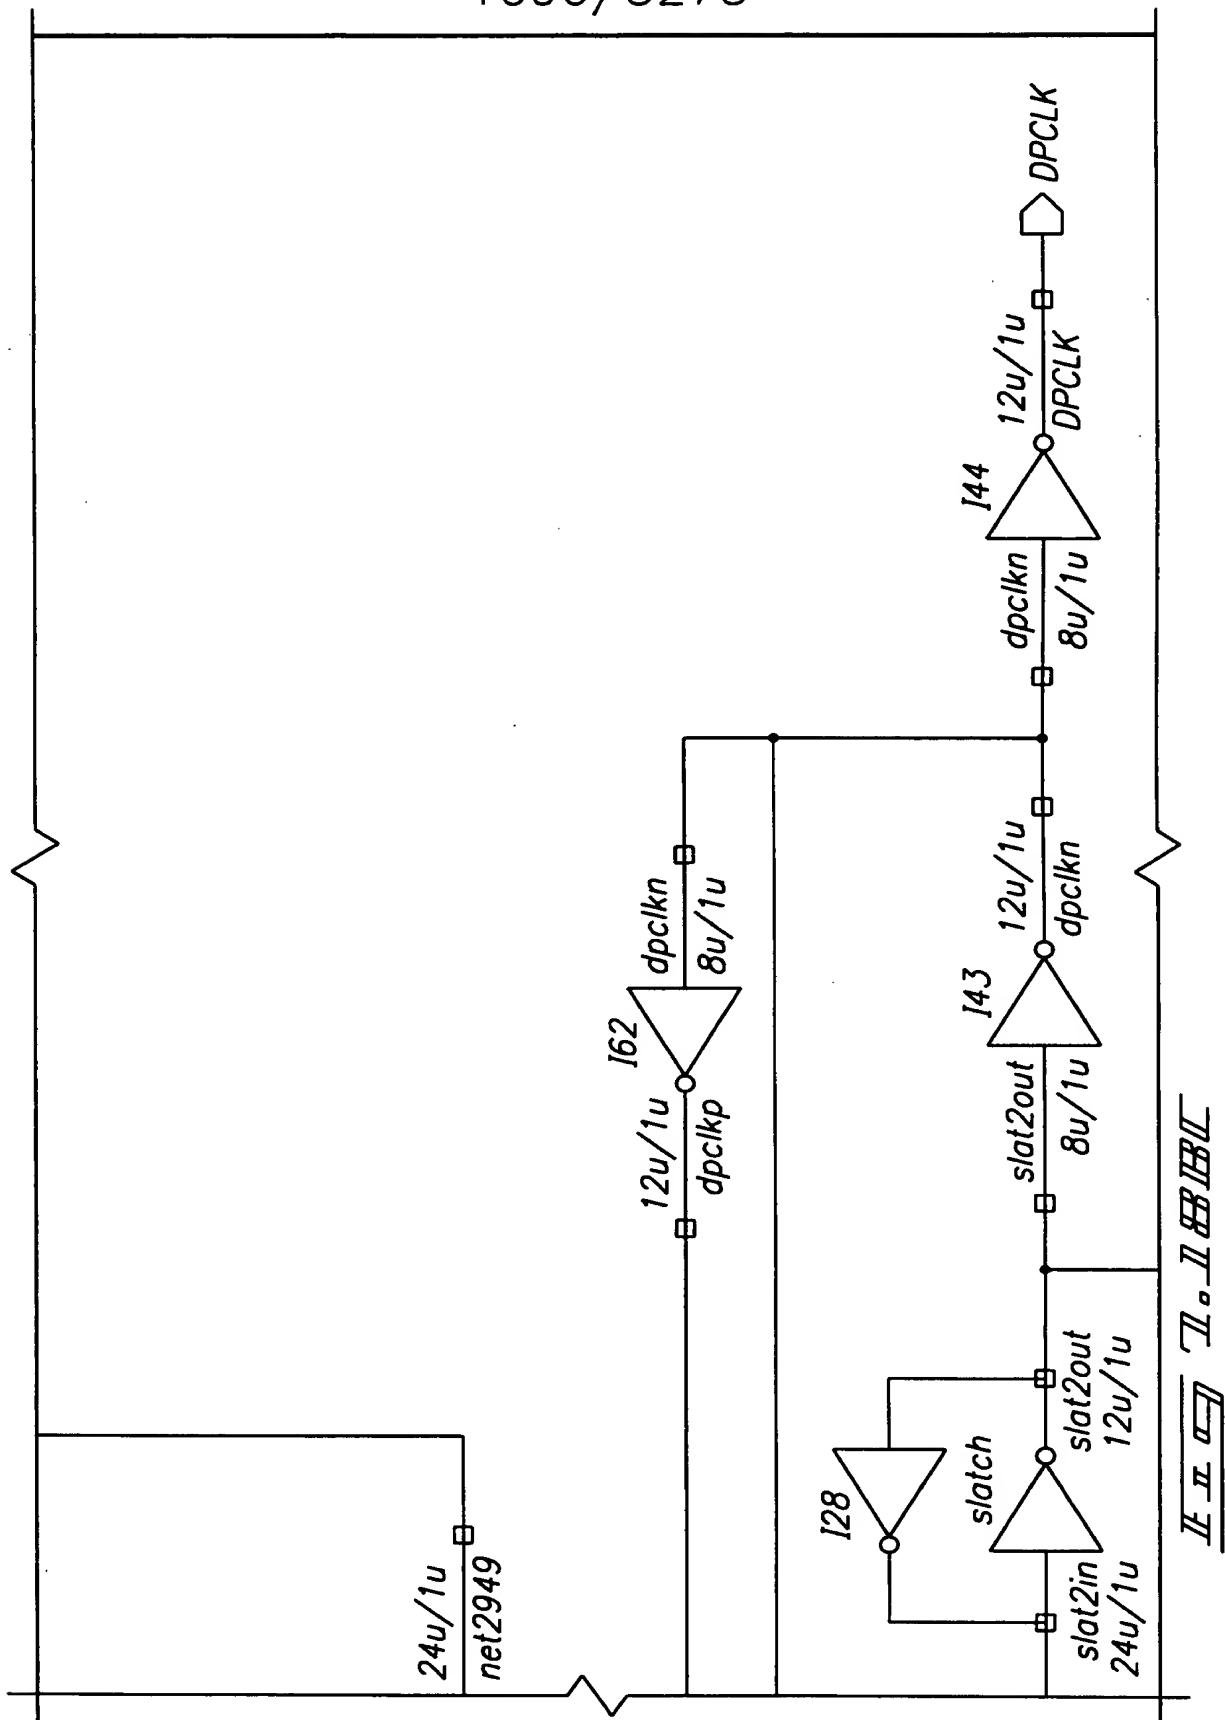 24u/1u
net2949
I62
12u/1u
dpclkp
dpclkn
8u/1u
I28
slatch
slat2in
24u/1u
slat2out
12u/1u
slat2out
8u/1u
I43
12u/1u
dpclkn
dpclkn
8u/1u
I44
12u/1u
DPCLK
DPCLK